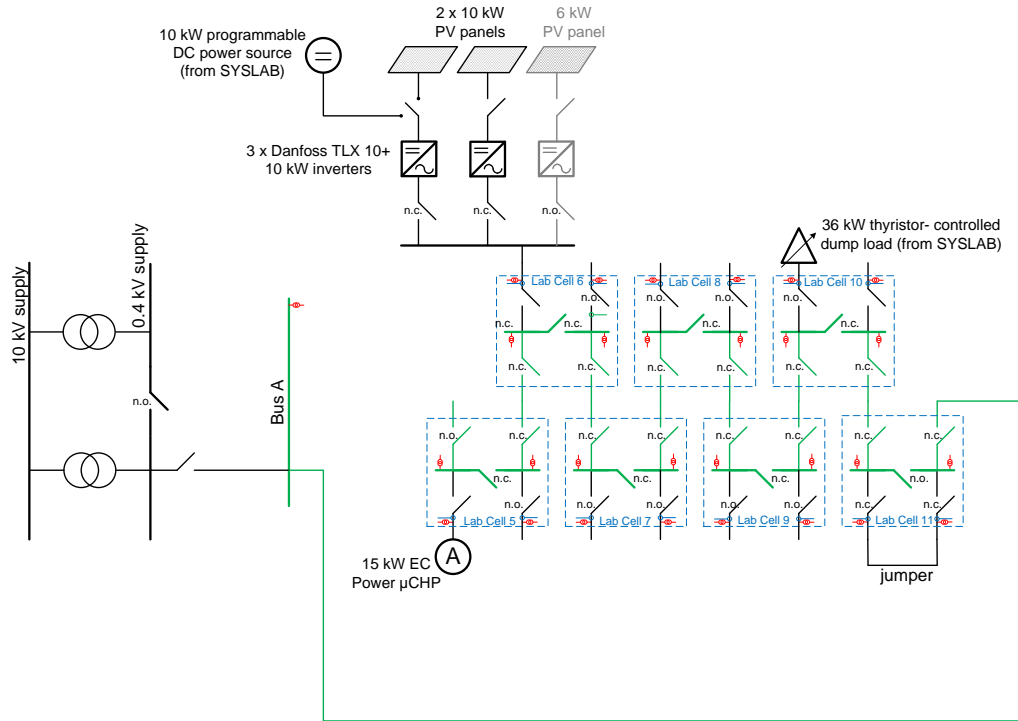 10 kW programmable
DC power source
(from SYSLAB)
2 x 10 kW
PV panels
6 kW
PV panel
3 x Danfoss TLX 10+
10 kW inverters
n.c.
n.c.
n.o.
36 kW thyristor- controlled
dump load (from SYSLAB)
10 kV supply
0.4 kV supply
n.o.
Bus A
Lab Cell 6
n.o.
n.c.
n.c.
n.c.
n.c.
Lab Cell 8
n.o.
n.o.
n.c.
n.c.
n.c.
Lab Cell 10
n.o.
n.o.
n.c.
n.c.
n.c.
n.o.
n.c.
n.c.
n.c.
n.o.
Lab Cell 5
n.c.
n.c.
n.c.
n.o.
n.o.
Lab Cell 7
n.c.
n.c.
n.c.
n.o.
n.o.
Lab Cell 9
n.c.
n.c.
n.c.
n.c.
n.o.
Lab Cell 11
A
15 kW EC
Power µCHP
jumper